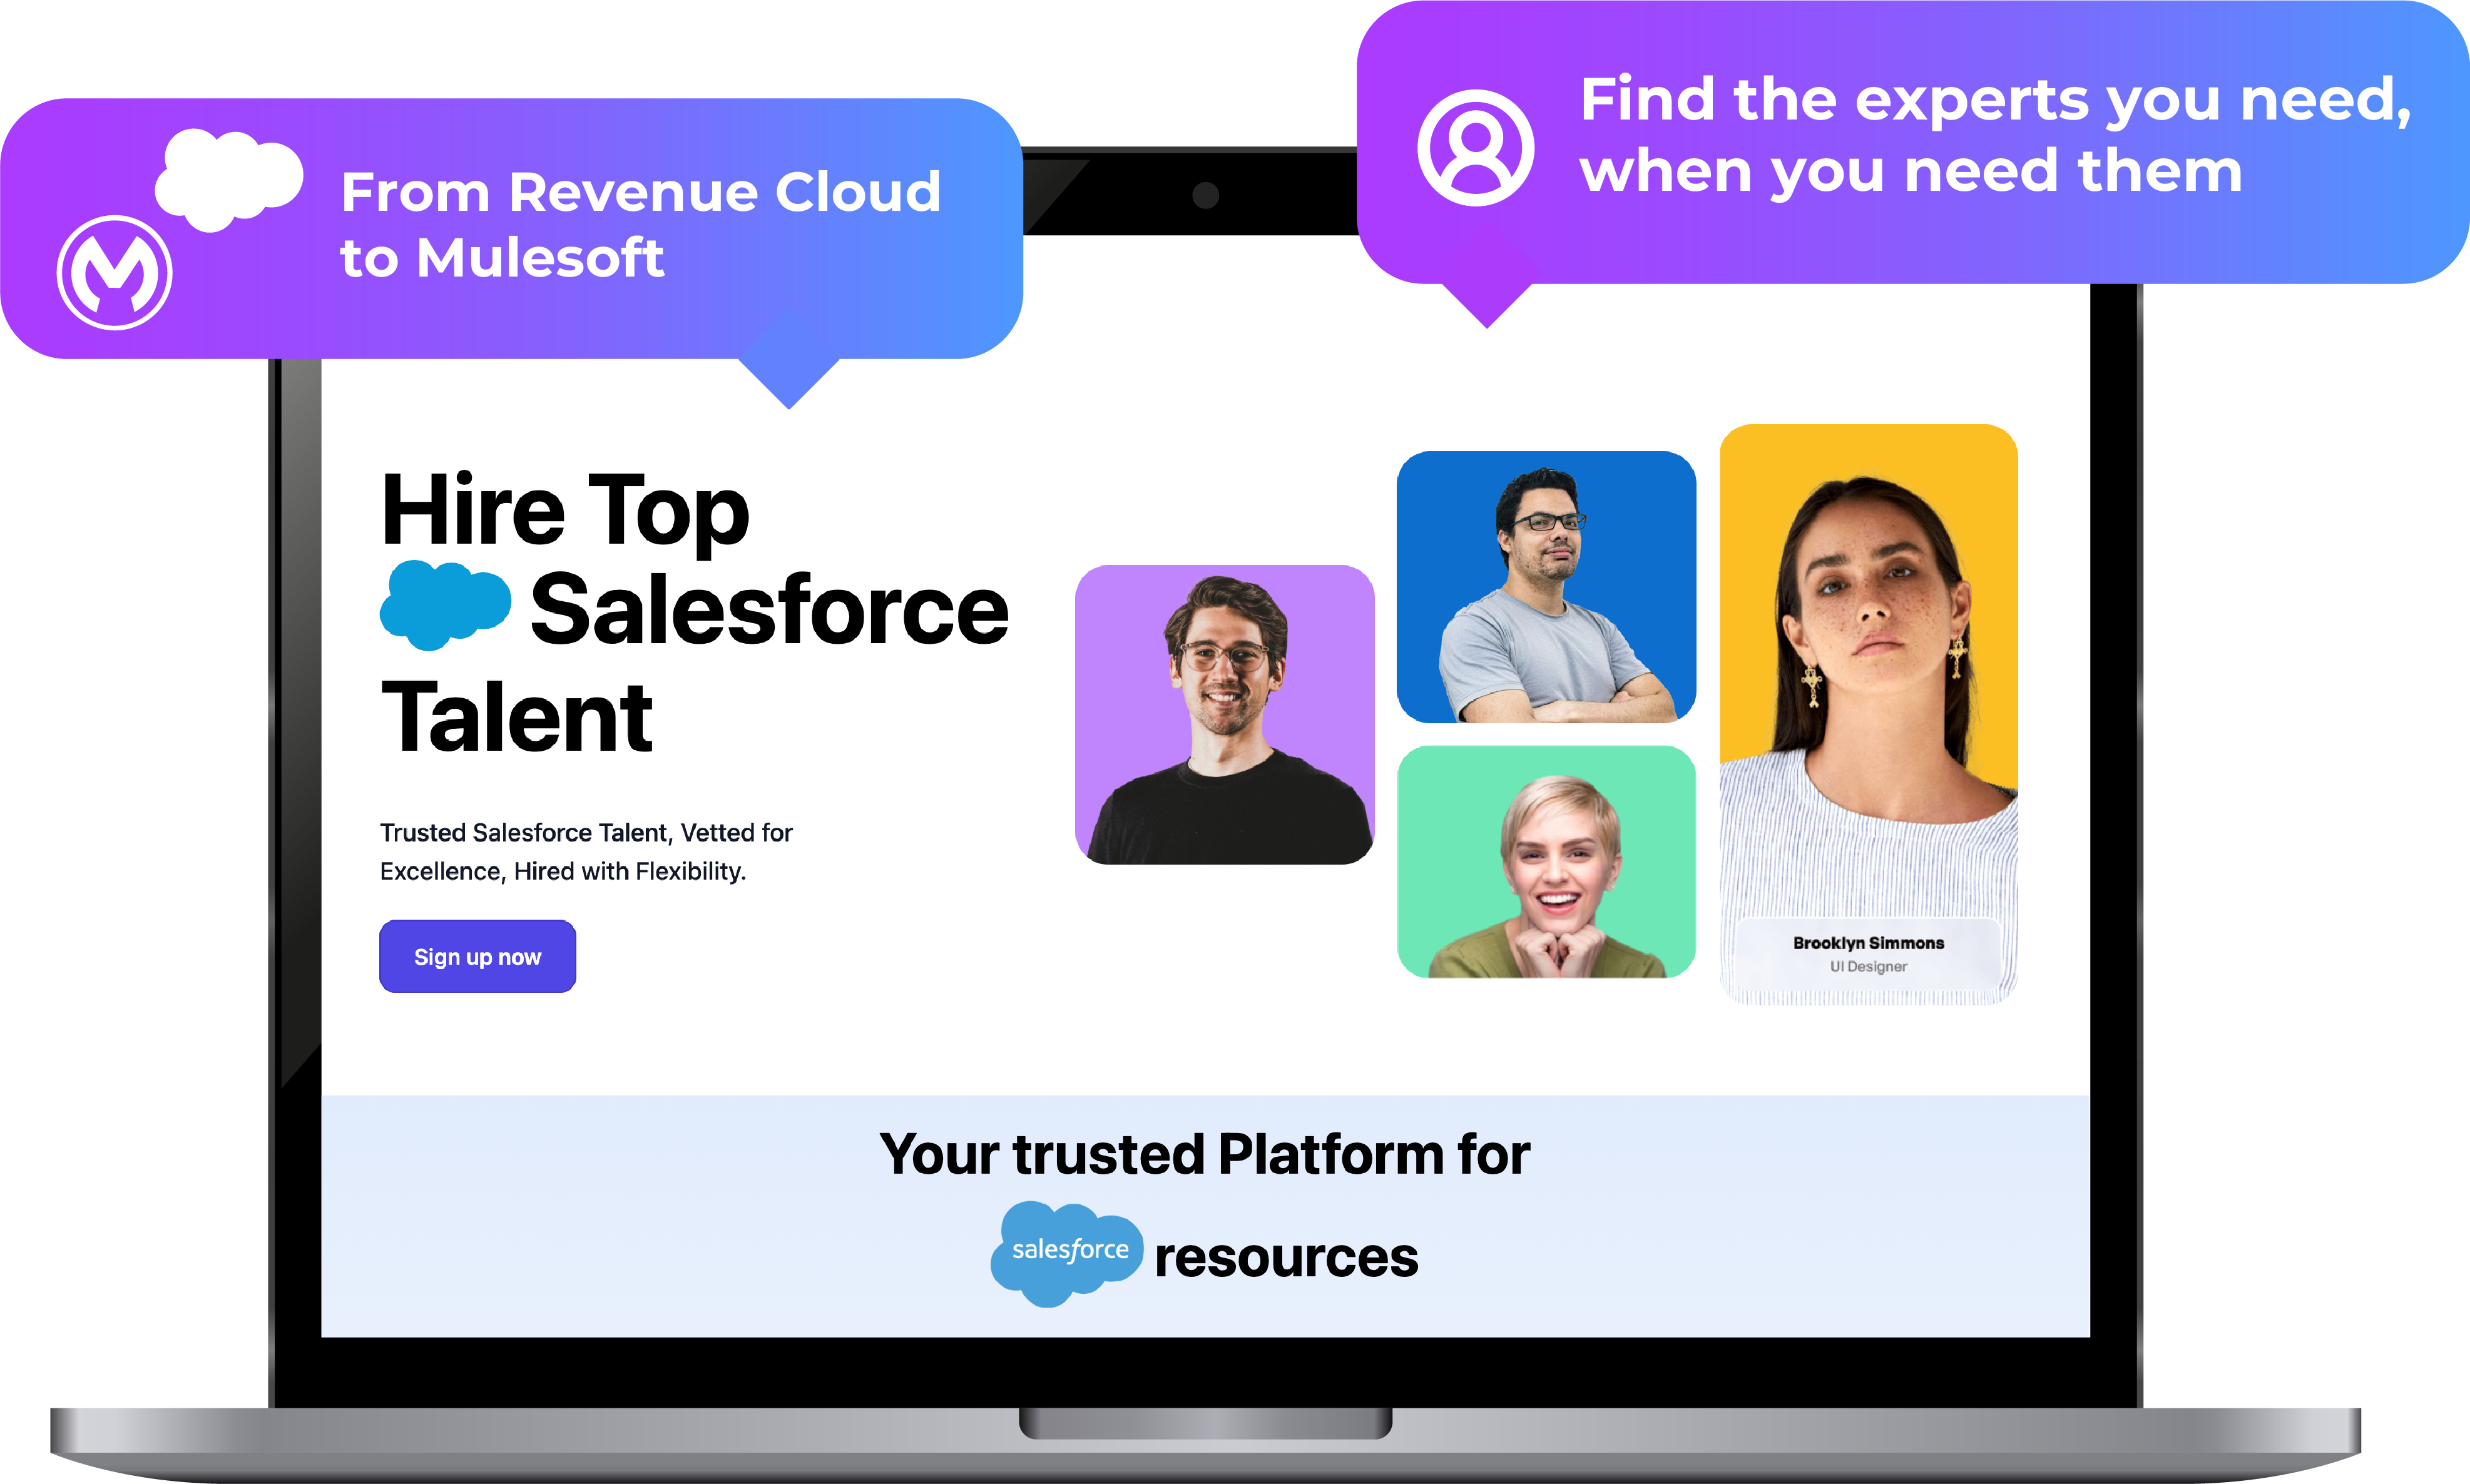 Find the experts you need,
when you need them
From Revenue Cloud
to Mulesoft
Hire Top
Salesforce
Talent
Trusted Salesforce Talent, Vetted for
Excellence, Hired with Flexibility.
Sign up now
Brooklyn Simmons
UI Designer
Your trusted Platform for
salesforce resources